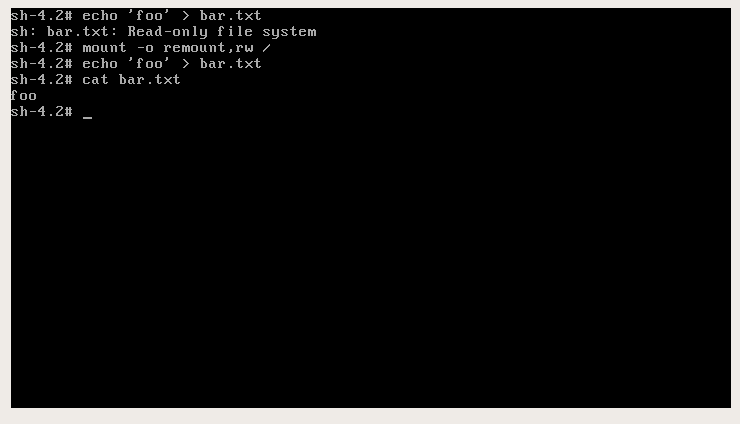 sh-4.2# echo 'foo' > bar.txt
sh: bar.txt: Read-only file system
sh-4.2# mount -o remount,rw /
sh-4.2# echo 'foo' > bar.txt
sh-4.2# cat bar.txt
foo
sh-4.2# _